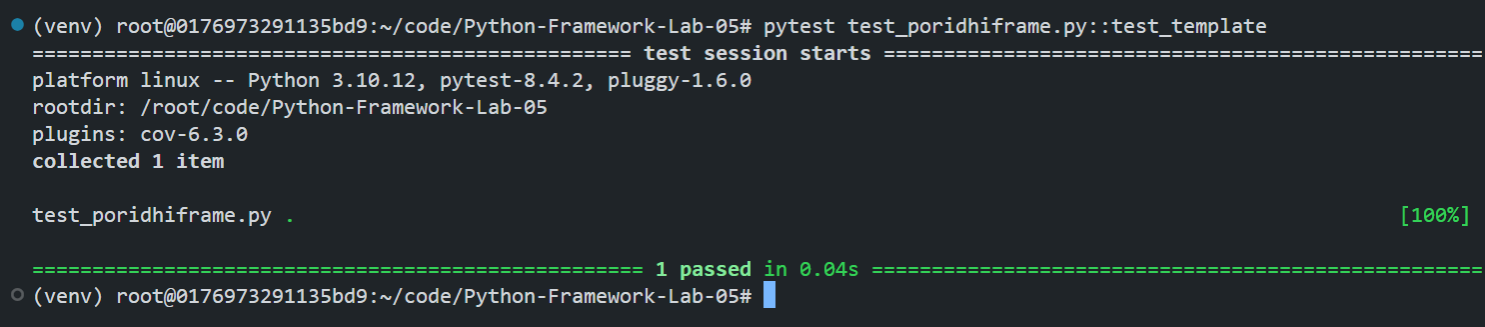 (venv) root@0176973291135bd9:~/code/Python-Framework-Lab-05# pytest test_poridhiframe.py::test_template
================================================== test session starts ==================================================
platform linux -- Python 3.10.12, pytest-8.4.2, pluggy-1.6.0
rootdir: /root/code/Python-Framework-Lab-05
plugins: cov-6.3.0
collected 1 item
test_poridhiframe.py . [100%]
=================================================== 1 passed in 0.04s ===================================================
(venv) root@0176973291135bd9:~/code/Python-Framework-Lab-05#